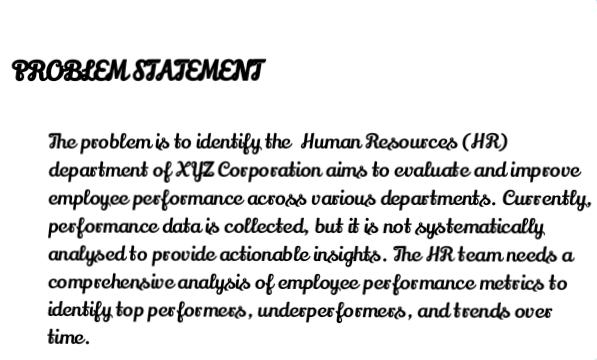 PROBLEM STATEMENT
The problem is to identify the Human Resources (HR)
department of XYZ Corporation aims to evaluate and improve
employee performance across various departments. Currently,
performance data is collected, but it is not systematically
analysed to provide actionable insights. The HR team needs a
comprehensive analysis of employee performance metrics to
identify top performers, underperformers, and trends over
time.